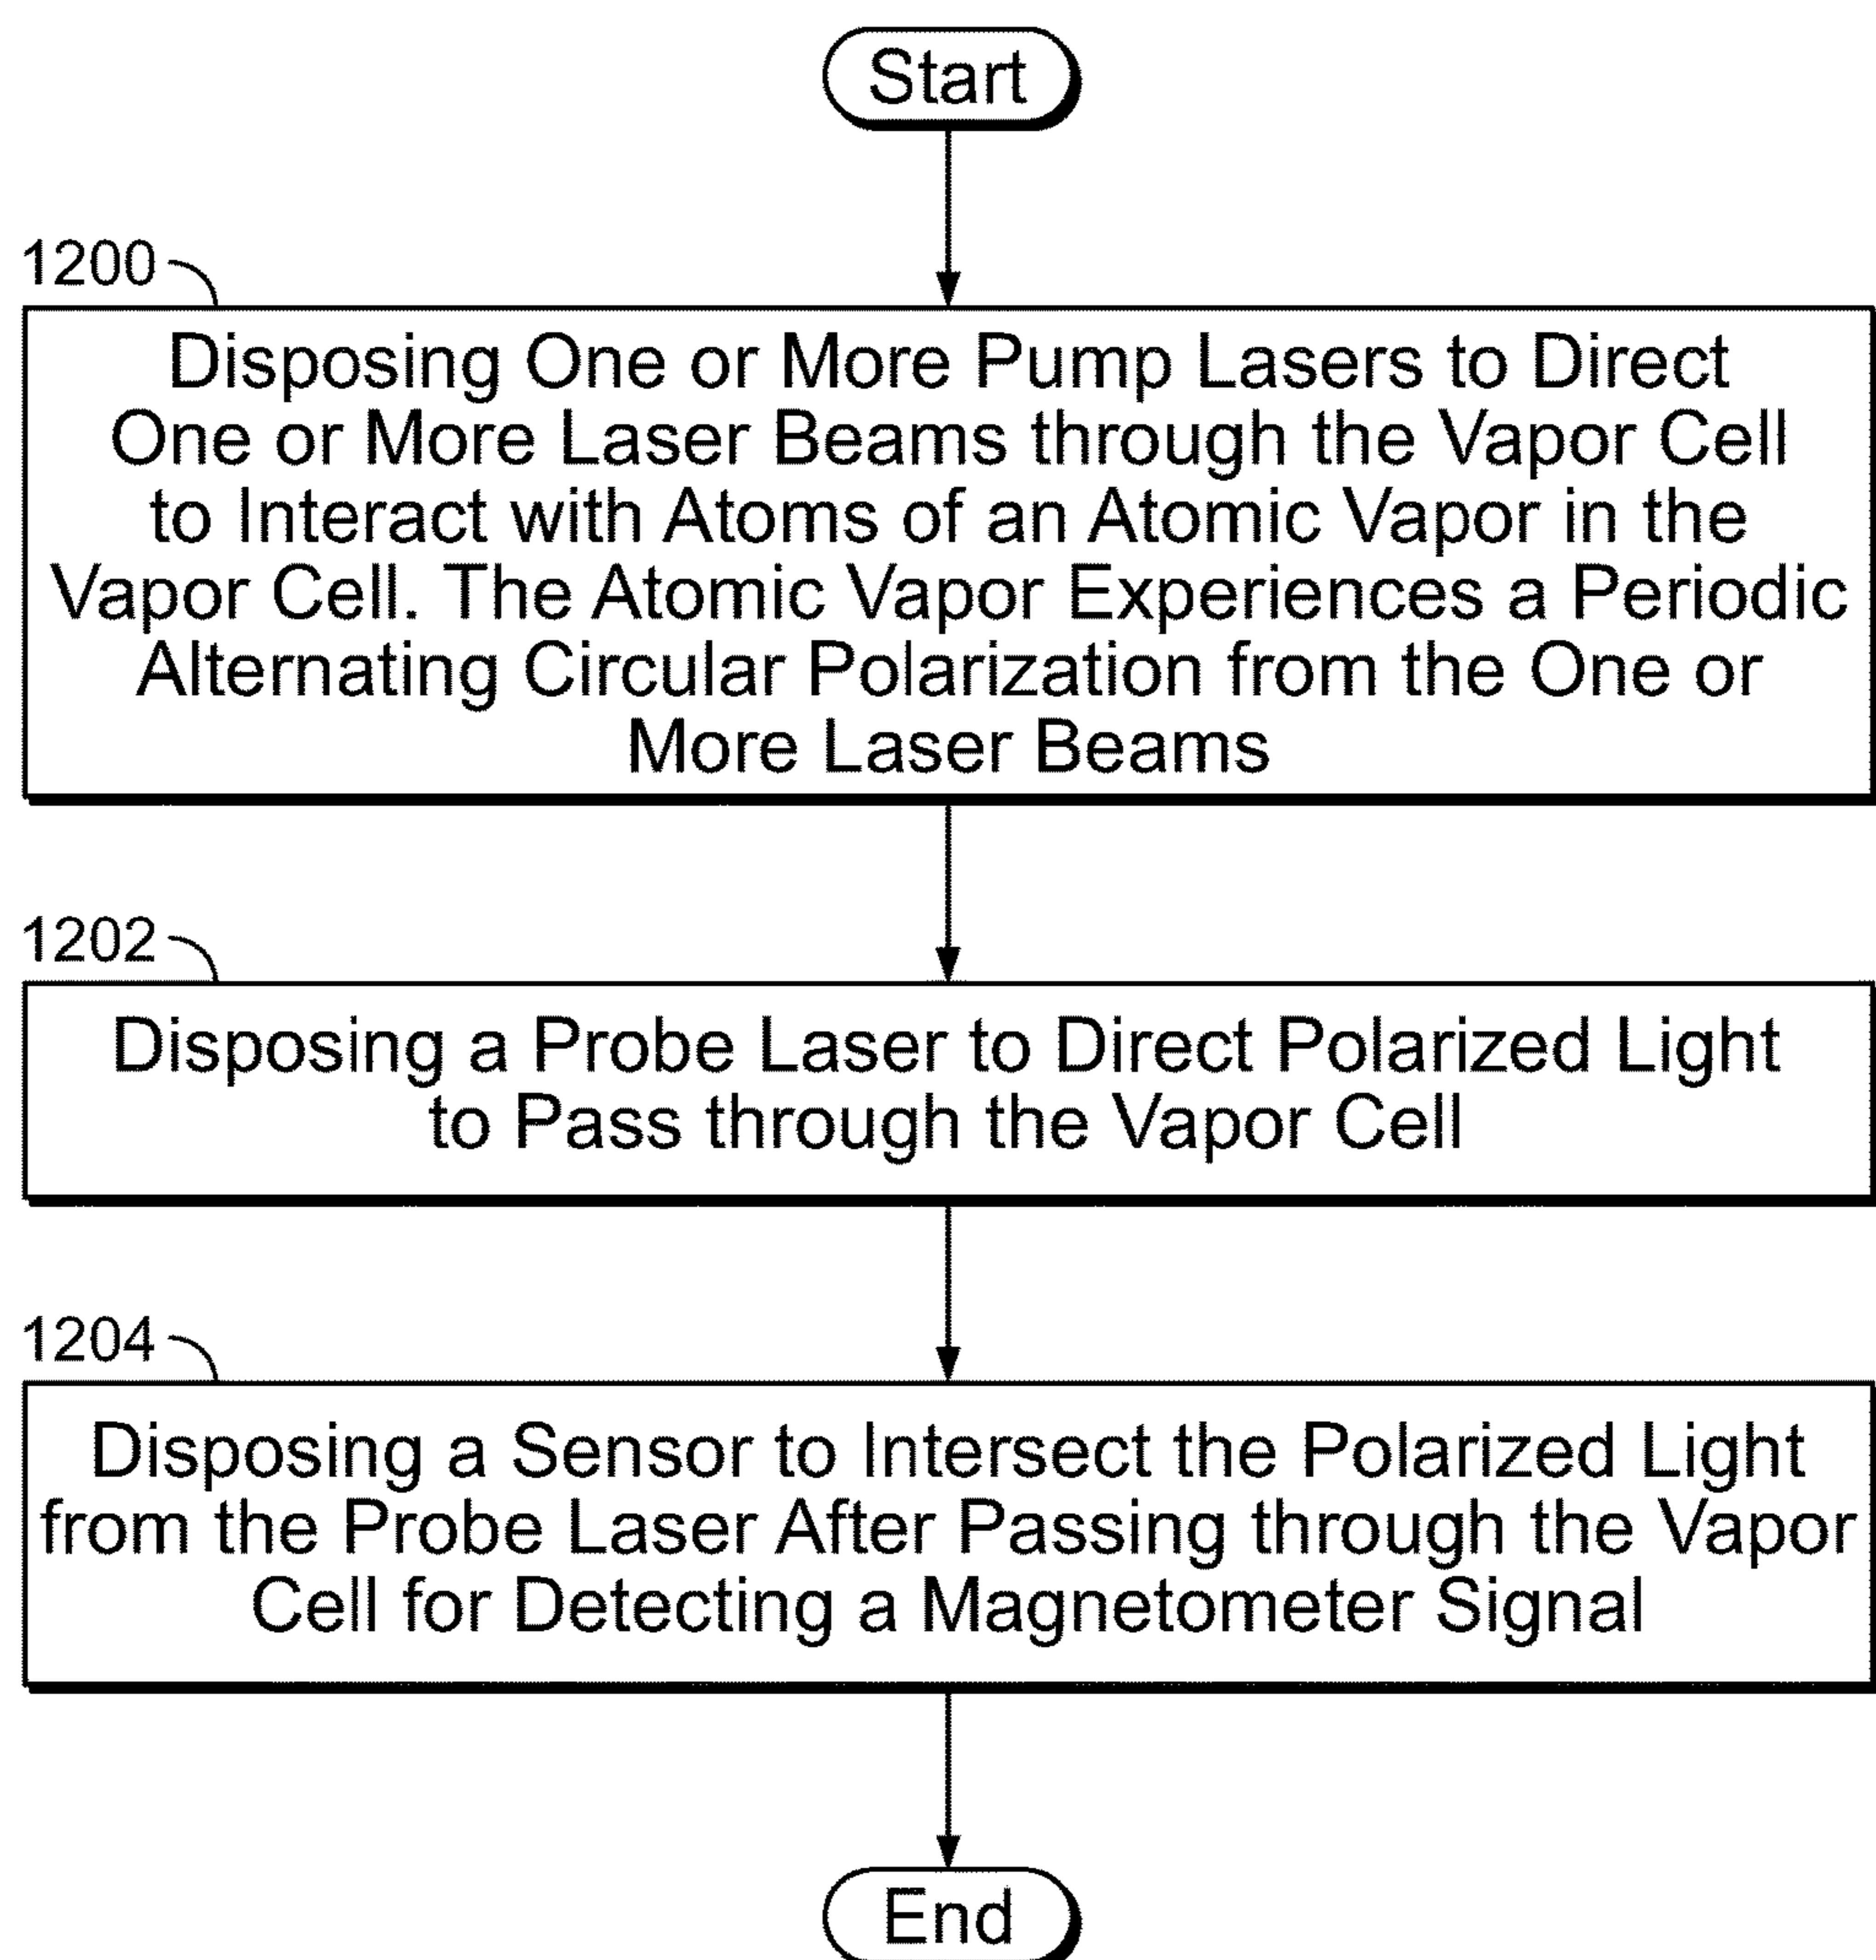 Start
1200
Disposing One or More Pump Lasers to Direct
One or More Laser Beams through the Vapor Cell
to Interact with Atoms of an Atomic Vapor in the
Vapor Cell. The Atomic Vapor Experiences a Periodic
Alternating Circular Polarization from the One or
More Laser Beams
1202
Disposing a Probe Laser to Direct Polarized Light
to Pass through the Vapor Cell
1204
Disposing a Sensor to Intersect the Polarized Light
from the Probe Laser After Passing through the Vapor
Cell for Detecting a Magnetometer Signal
End